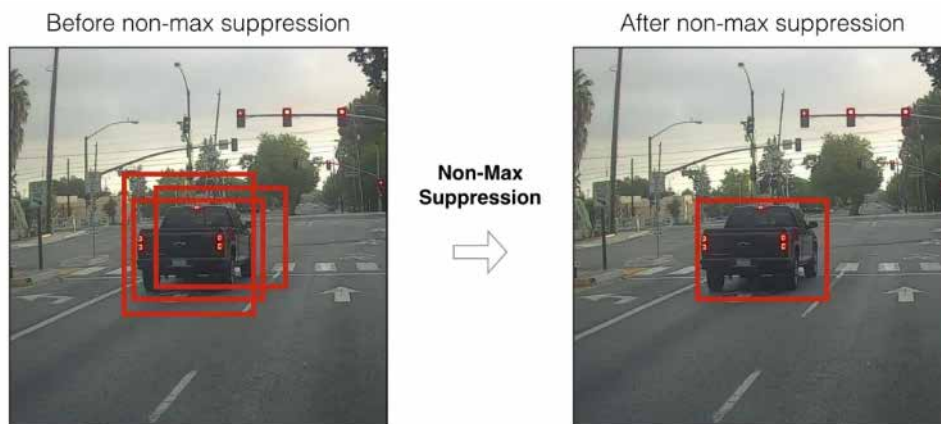 Before non-max suppression
After non-max suppression
Non-Max
Suppression